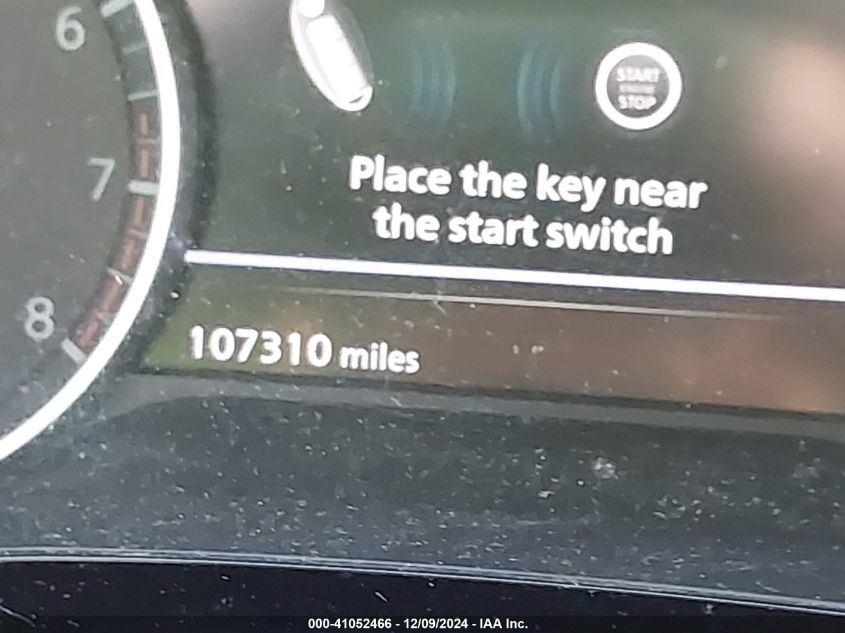 6
START
ENGINE
STOP
7
Place the key near
the start switch
8
107310 miles
000-41052466 - 12/09/2024 - IAA Inc.